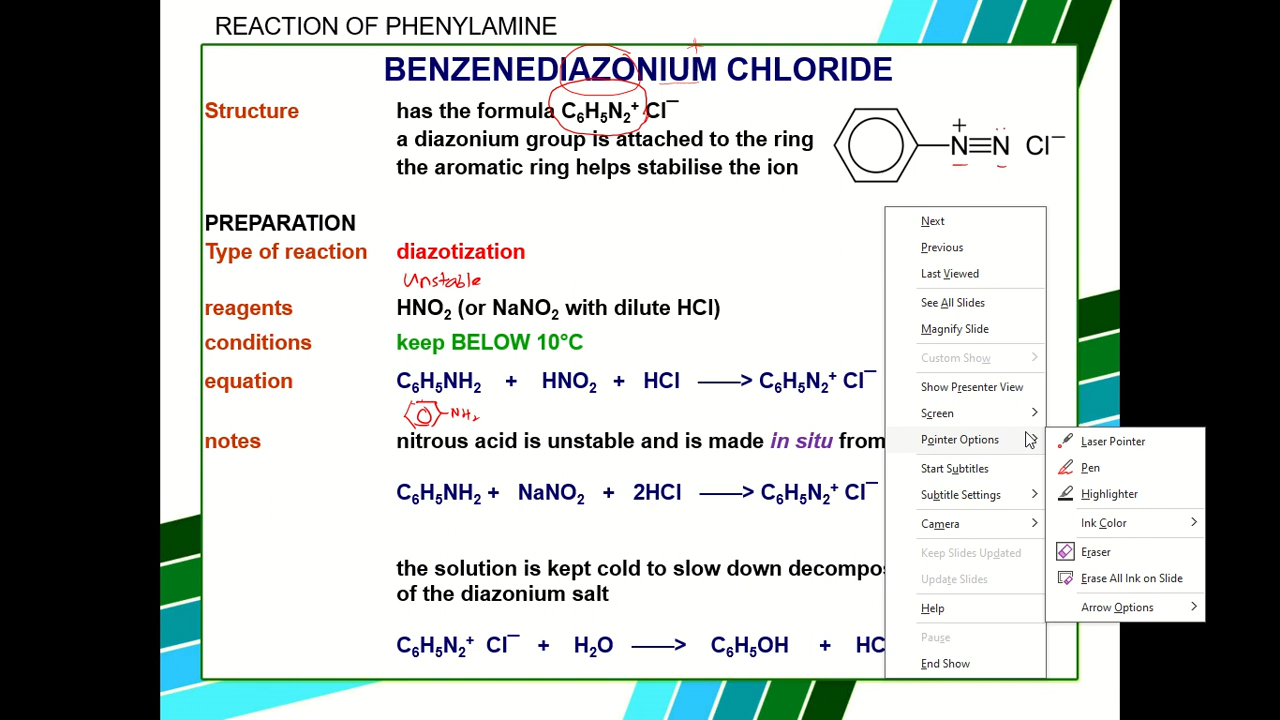 REACTION OF PHENYLAMINE
BENZENEDIAZONIUM CHLORIDE
+
Structure has the formula C₆H₅N₂⁺ Cl⁻
a diazonium group is attached to the ring
the aromatic ring helps stabilise the ion
+
N≡N Cl⁻
PREPARATION
Type of reaction diazotization
Unstable
reagents HNO₂ (or NaNO₂ with dilute HCl)
conditions keep BELOW 10°C
equation C₆H₅NH₂ + HNO₂ + HCl ——> C₆H₅N₂⁺ Cl⁻
NH₂
notes nitrous acid is unstable and is made in situ from
C₆H₅NH₂ + NaNO₂ + 2HCl ——> C₆H₅N₂⁺ Cl⁻
the solution is kept cold to slow down
of the diazonium salt
C₆H₅N₂⁺ Cl⁻ + H₂O ——> C₆H₅OH + HC
Next
Previous
Last Viewed
See All Slides
Magnify Slide
Custom Show
Show Presenter View
Screen
Pointer Options
Start Subtitles
Subtitle Settings
Camera
Keep Slides Updated
Update Slides
Help
Pause
End Show
Laser Pointer
Pen
Highlighter
Ink Color
Eraser
Erase All Ink on Slide
Arrow Options